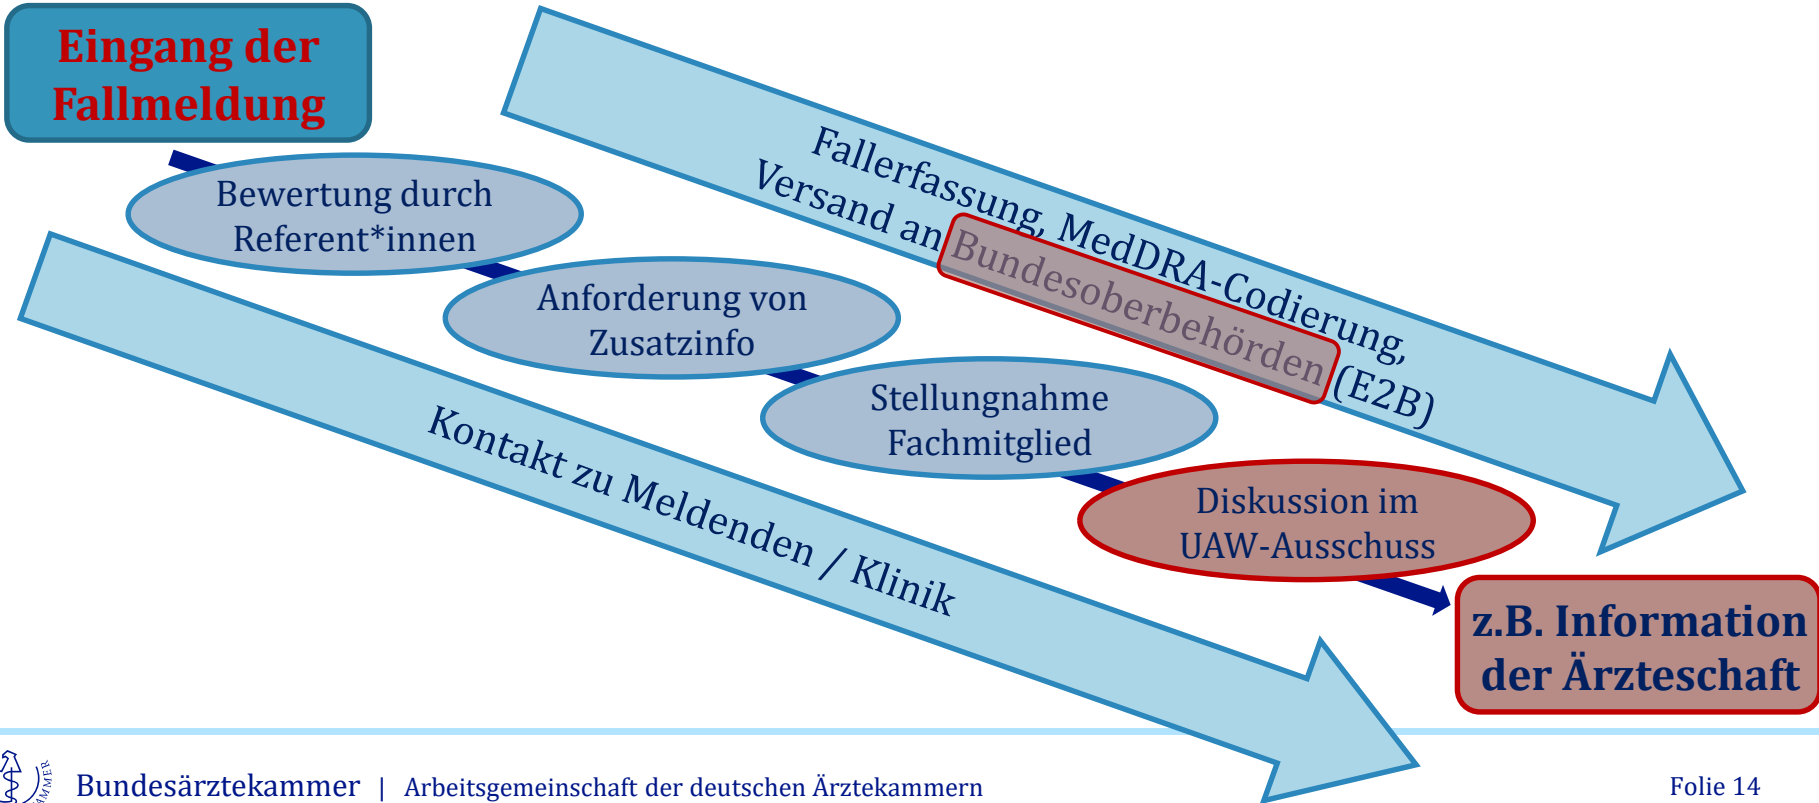 Eingang der
Fallmeldung
Fallerfassung, MedDRA-Codierung,
Versand an Bundesoberbehörden (E2B)
Bewertung durch
Referent*innen
Anforderung von
Zusatzinfo
Stellungnahme
Fachmitglied
Kontakt zu Meldenden / Klinik
Diskussion im
UAW-Ausschuss
z.B. Information
der Ärzteschaft
Bundesärztekammer | Arbeitsgemeinschaft der deutschen Ärztekammern
Folie 14